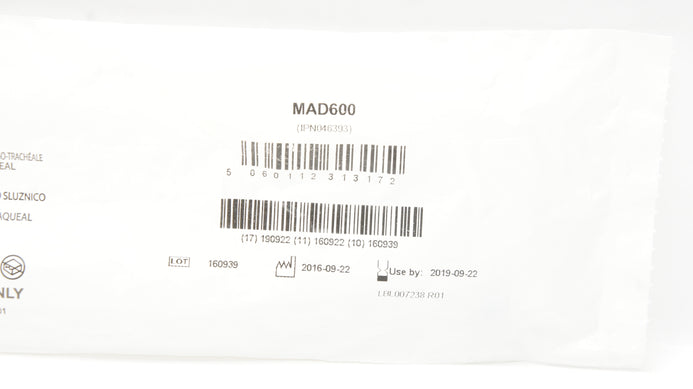 MAD600
(IPN046393)
5 060112 313172
(17) 190922 (11) 160922 (10) 160939
LOT 160939 2016-09-22 Use by: 2019-09-22
LBL007238 R01
O-TRACHÉALE
EAL
O SLUZNICO
AQUEAL
NLY
01